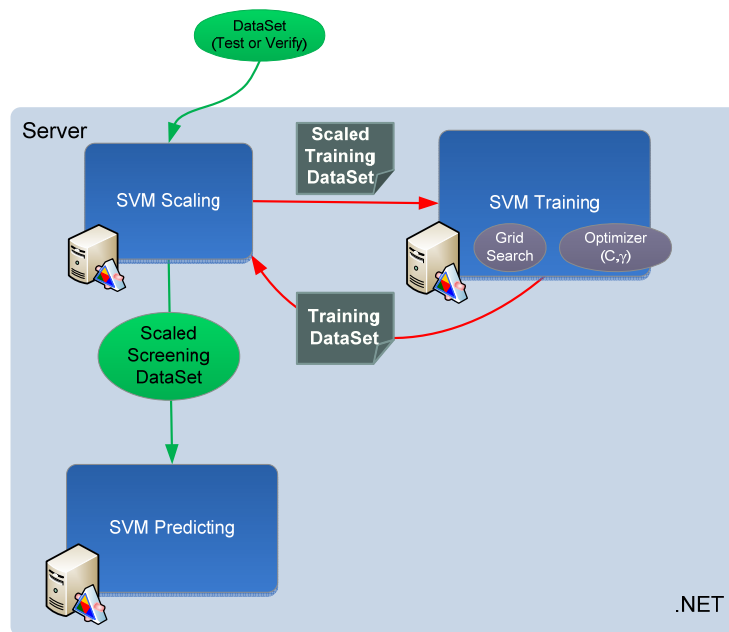 DataSet
(Test or Verify)
Server
Scaled
Training
DataSet
SVM Scaling
SVM Training
Grid
Search
Optimizer
(C,γ)
Training
DataSet
Scaled
Screening
DataSet
SVM Predicting
.NET